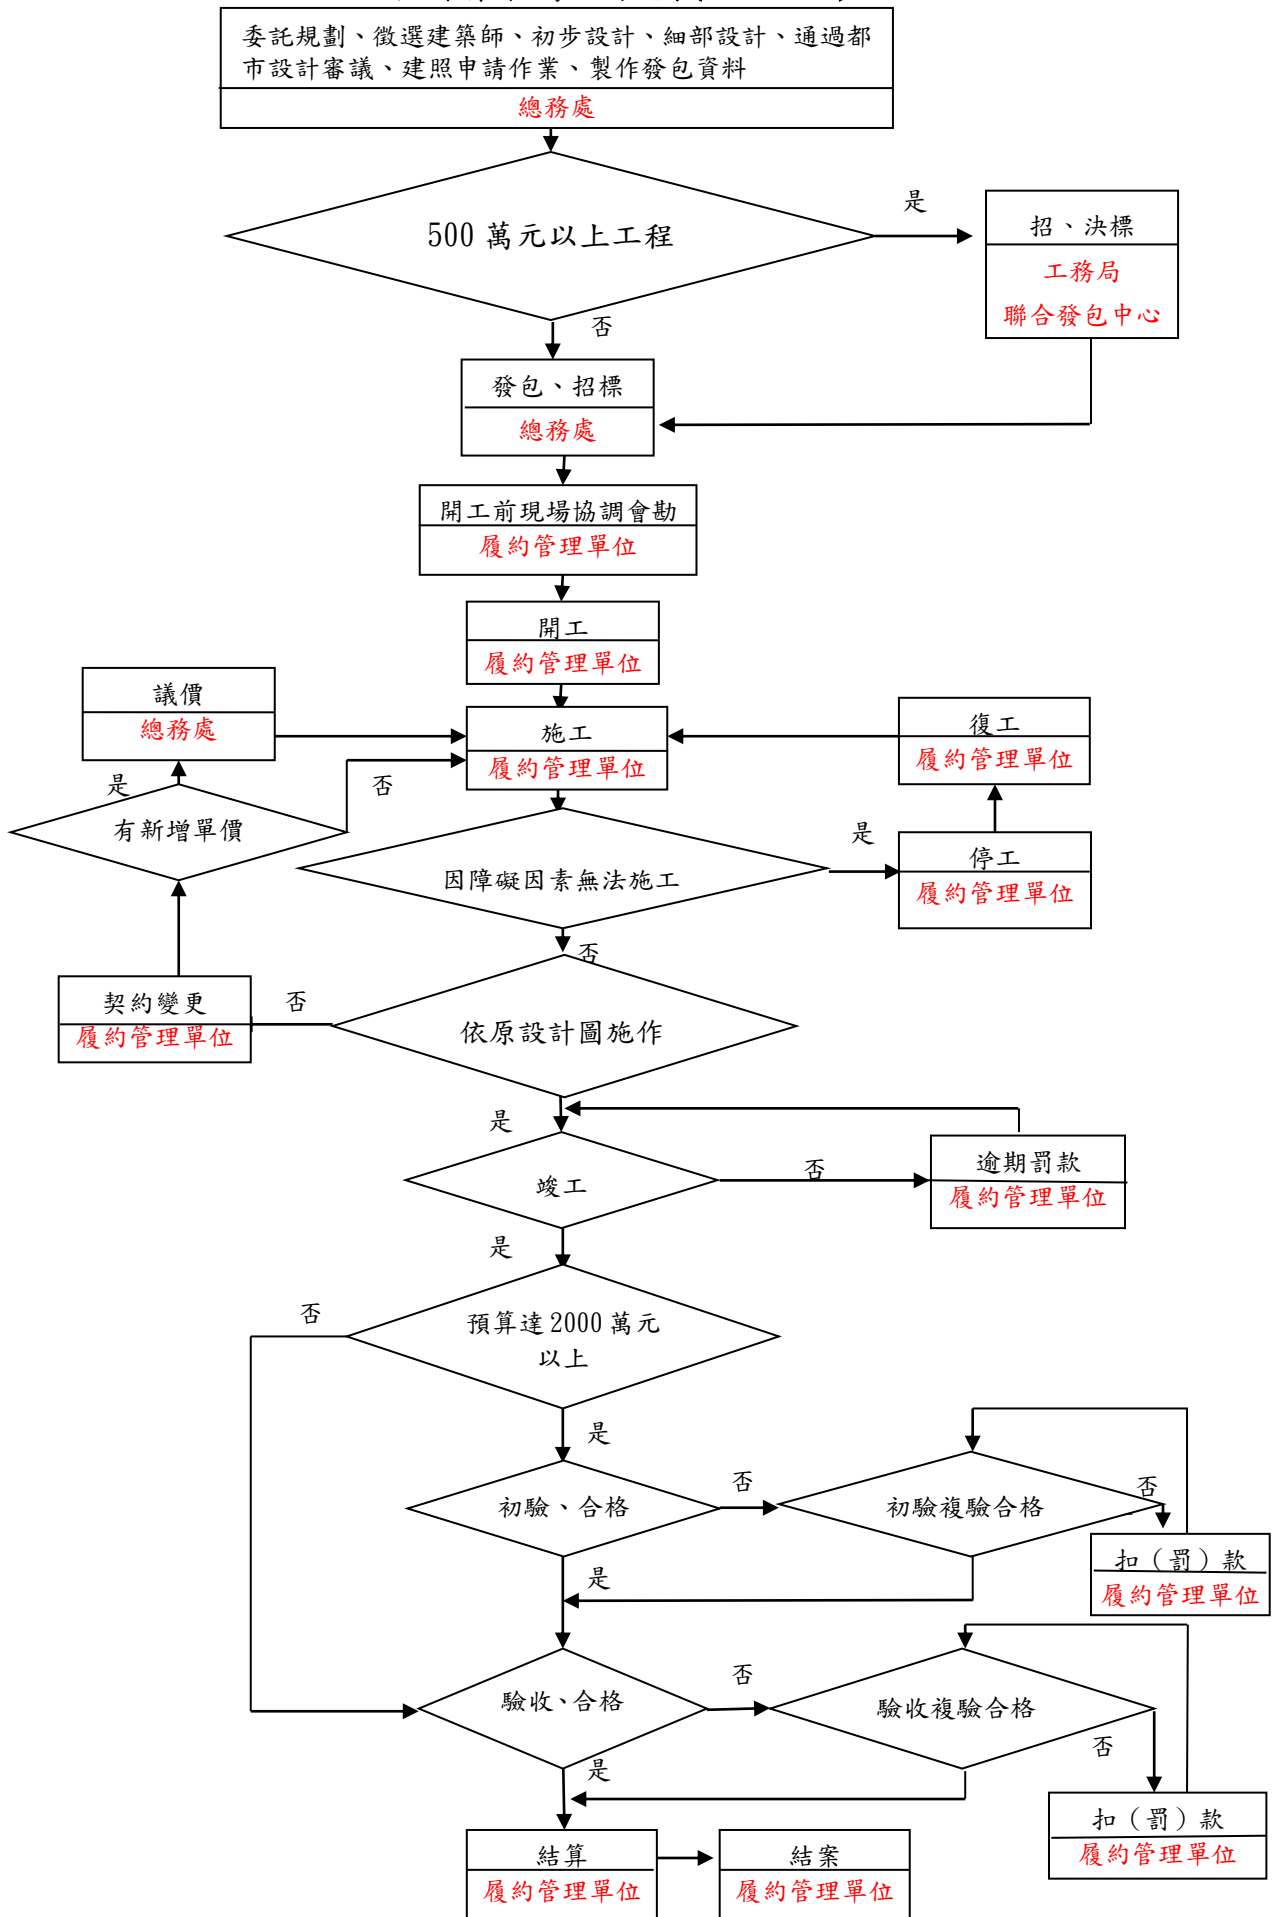 委託規劃、徵選建築師、初步設計、細部設計、通過都
市設計審議、建照申請作業、製作發包資料
總務處
500 萬元以上工程
是
招、決標
工務局
聯合發包中心
否
發包、招標
總務處
開工前現場協調會勘
履約管理單位
開工
履約管理單位
議價
總務處
施工
履約管理單位
復工
履約管理單位
是
否
有新增單價
因障礙因素無法施工
是
停工
履約管理單位
否
契約變更
履約管理單位
否
依原設計圖施作
是
竣工
否
逾期罰款
履約管理單位
是
否
預算達 2000 萬元
以上
是
初驗、合格
否
初驗複驗合格
否
扣（罰）款
履約管理單位
是
驗收、合格
否
驗收複驗合格
否
扣（罰）款
履約管理單位
是
結算
履約管理單位
結案
履約管理單位